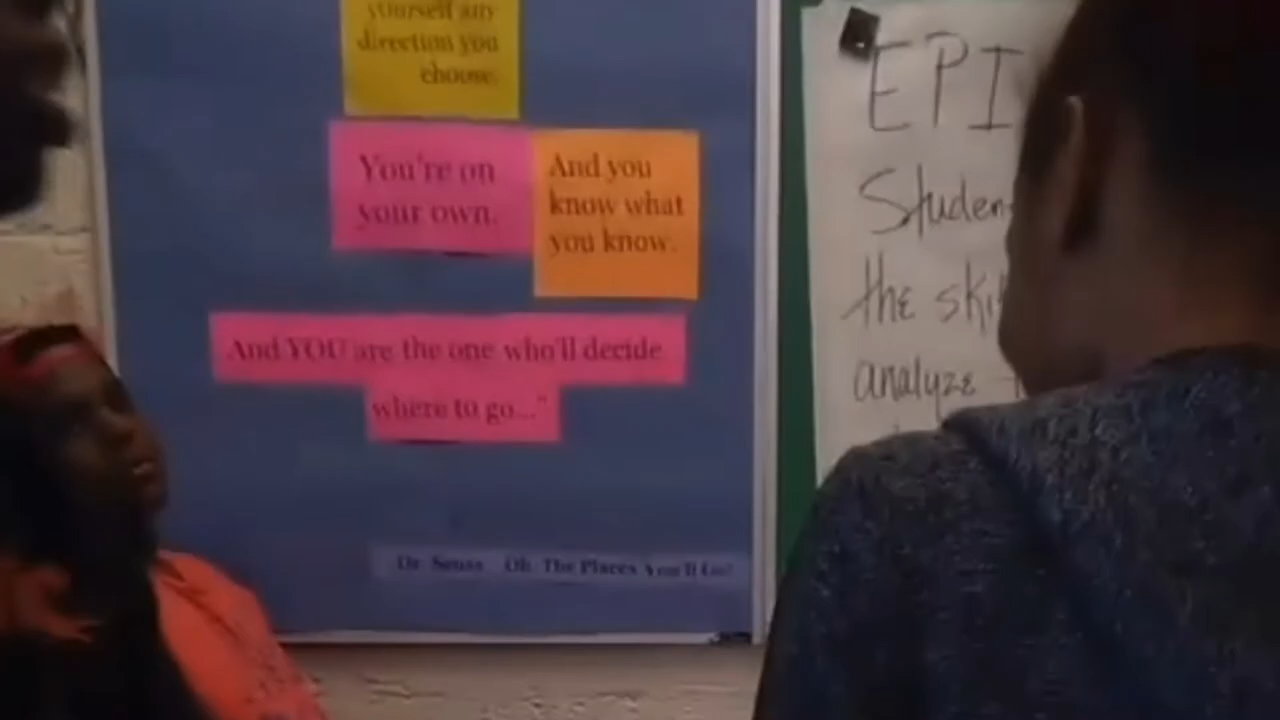 yourself any
direction you
choose.
You're on
your own.
And you
know what
you know.
And YOU are the one who'll decide
where to go..."
Dr. Seuss Oh, The Places You'll Go!
EPI
Studen
the ski
analyze